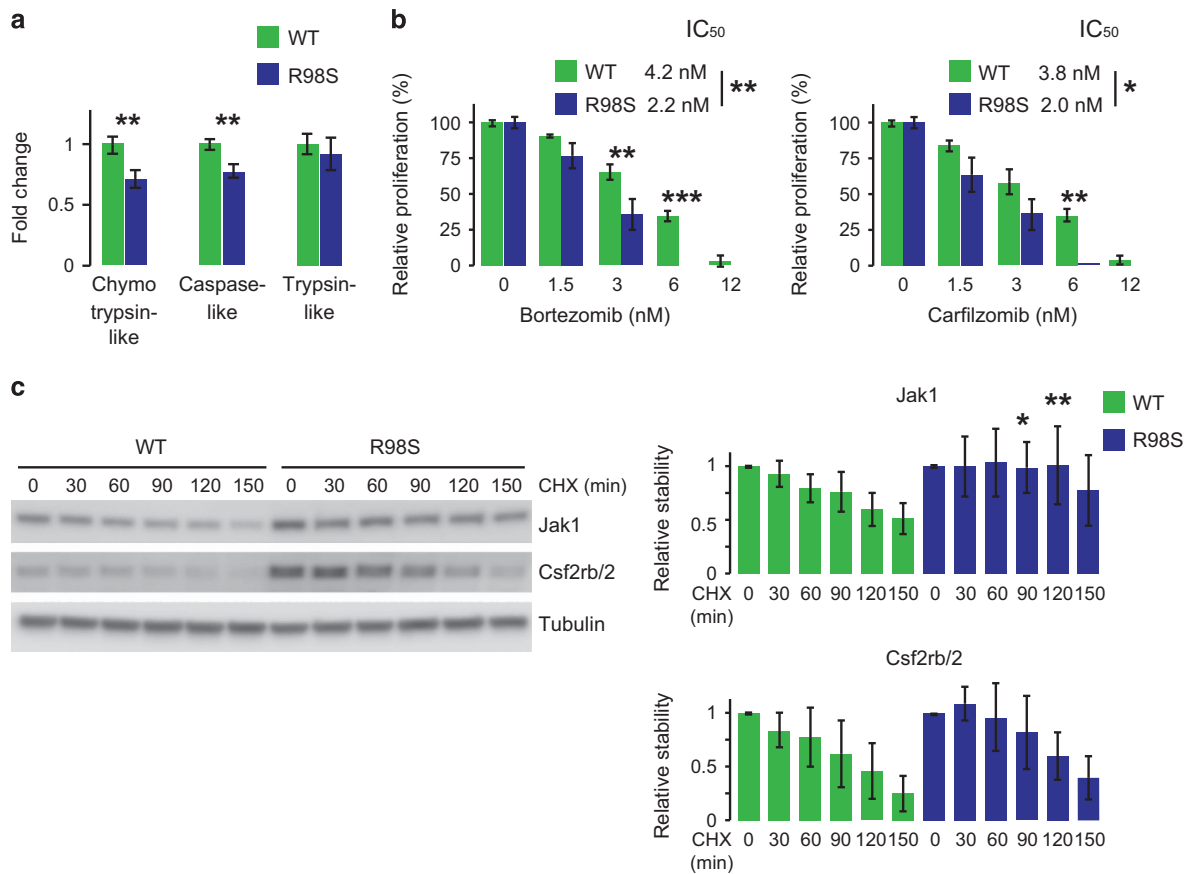 a
WT
R98S
Fold change
1
0.5
0
** **
Chymo trypsin-like
Caspase-like
Trypsin-like
b
IC50
WT 4.2 nM
R98S 2.2 nM
**
Relative proliferation (%)
100
75
50
25
0
** ***
0 1.5 3 6 12
Bortezomib (nM)
IC50
WT 3.8 nM
R98S 2.0 nM
*
Relative proliferation (%)
100
75
50
25
0
**
0 1.5 3 6 12
Carfilzomib (nM)
c
WT R98S
0 30 60 90 120 150 0 30 60 90 120 150 CHX (min)
Jak1
Csf2rb/2
Tubulin
Jak1
WT
R98S
* **
Relative stability
1
0.5
0
CHX (min) 0 30 60 90 120 150 0 30 60 90 120 150
Csf2rb/2
Relative stability
1
0.5
0
CHX (min) 0 30 60 90 120 150 0 30 60 90 120 150